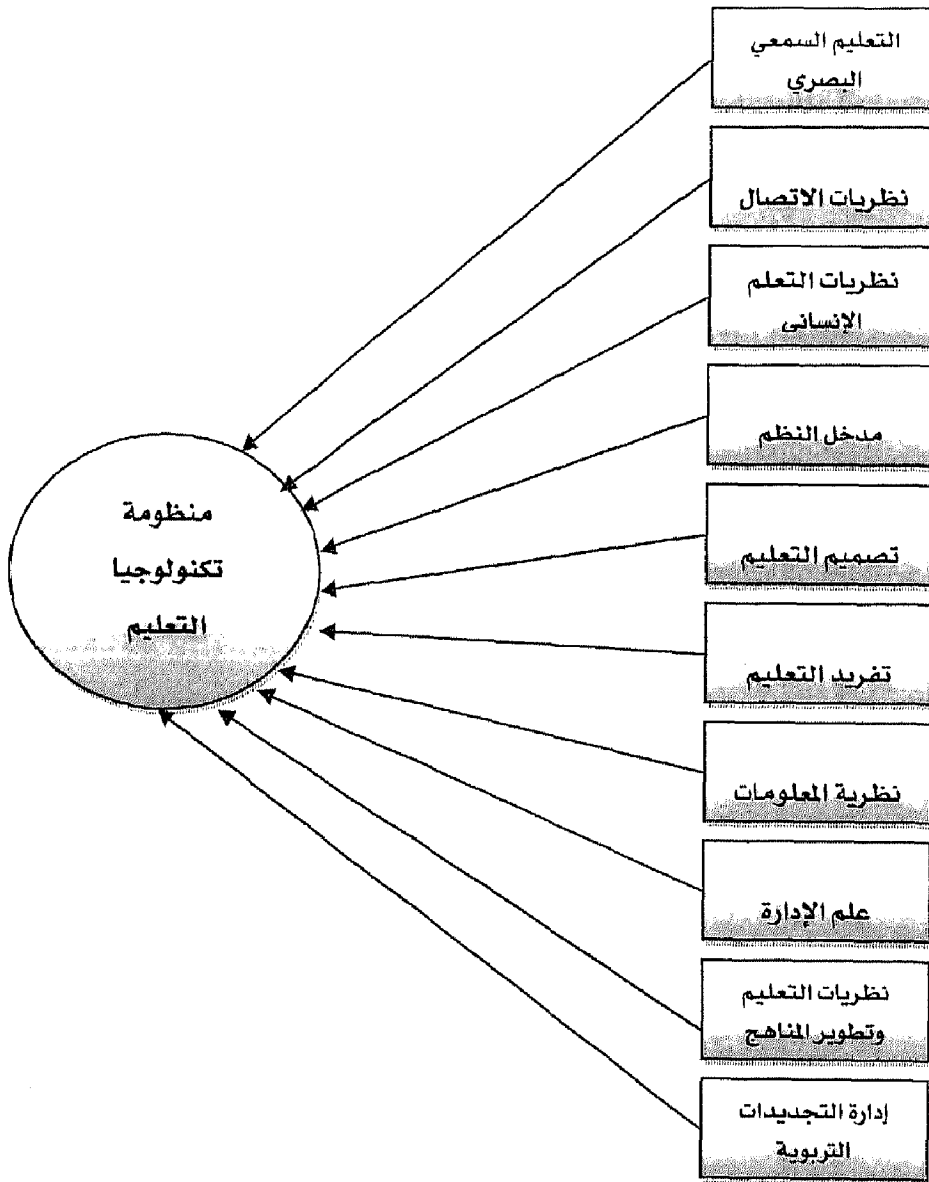 التعليم السمعي
البصري
نظريات الاتصال
نظريات التعلم
الإنسانى
مدخل النظم
تصميم التعليم
تفريد التعليم
نظرية المعلومات
علم الإدارة
نظريات التعليم
وتطوير المناهج
إدارة التجديدات
التربوية
منظومة
تكنولوجيا
التعليم